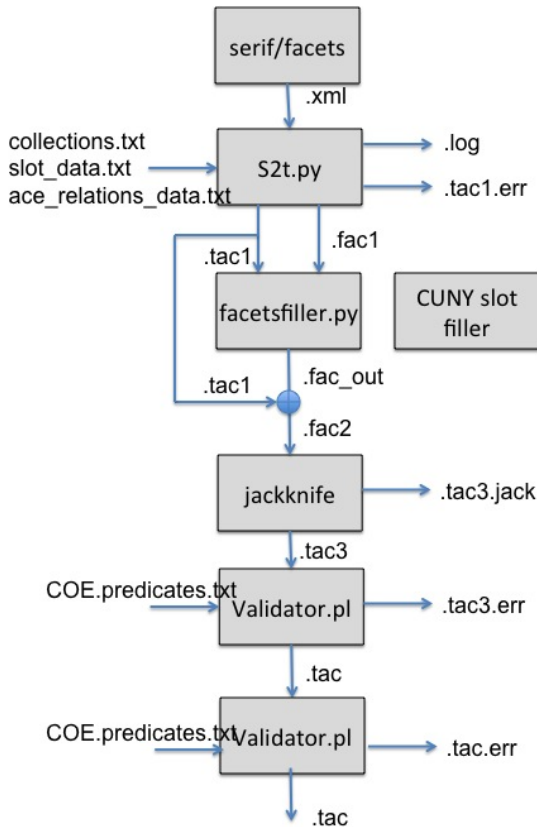 serif/facets
.xml
collections.txt
slot_data.txt
ace_relations_data.txt
S2t.py
.log
.tac1.err
.tac1
.fac1
facetsfiller.py
CUNY slot
filler
.fac_out
.tac1
.fac2
jackknife
.tac3.jack
.tac3
COE.predicates.txt
Validator.pl
.tac3.err
.tac
COE.predicates.txt
Validator.pl
.tac.err
.tac